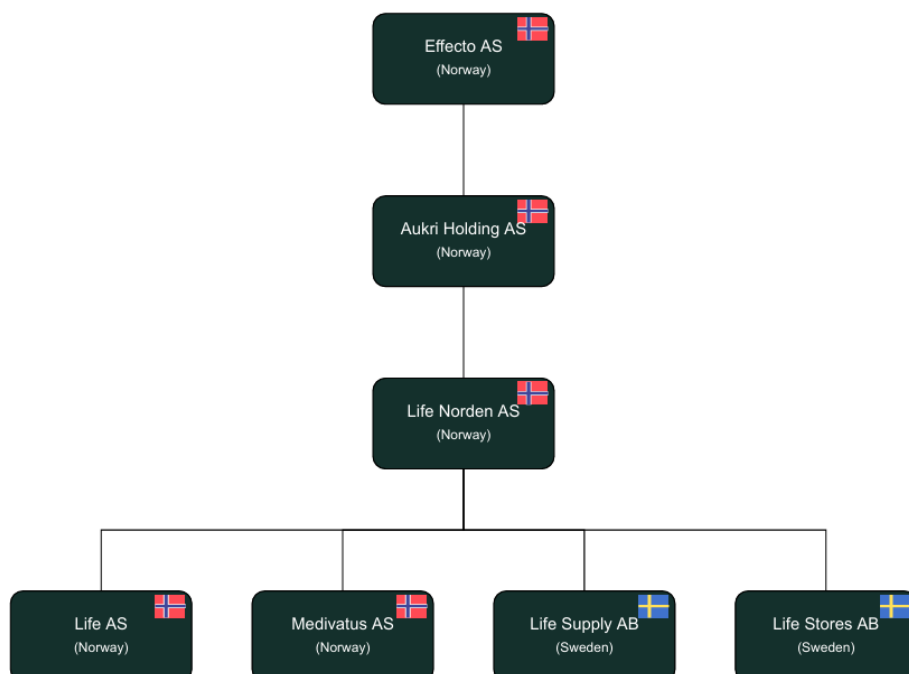 Effecto AS
(Norway)
Aukri Holding AS
(Norway)
Life Norden AS
(Norway)
Life AS
(Norway)
Medivatus AS
(Norway)
Life Supply AB
(Sweden)
Life Stores AB
(Sweden)